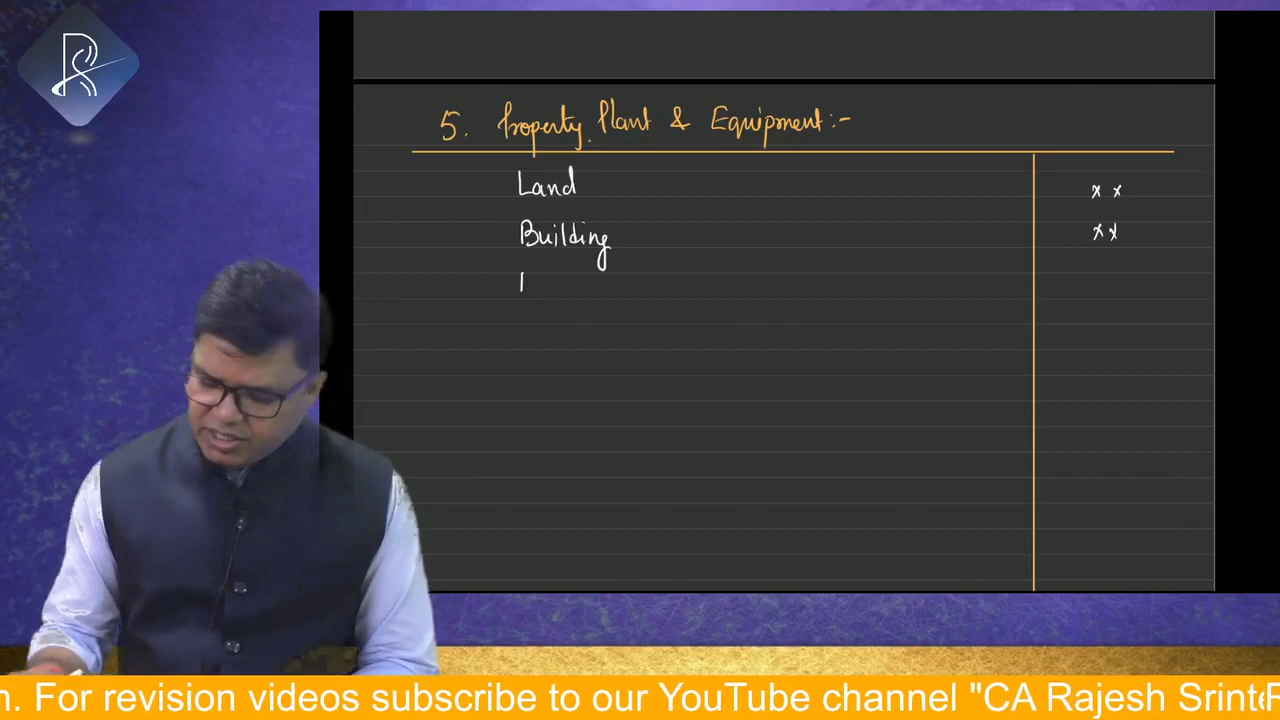 5. Property Plant & Equipment :-
Land x x
Building x x
n. For revision videos subscribe to our YouTube channel "CA Rajesh Srint